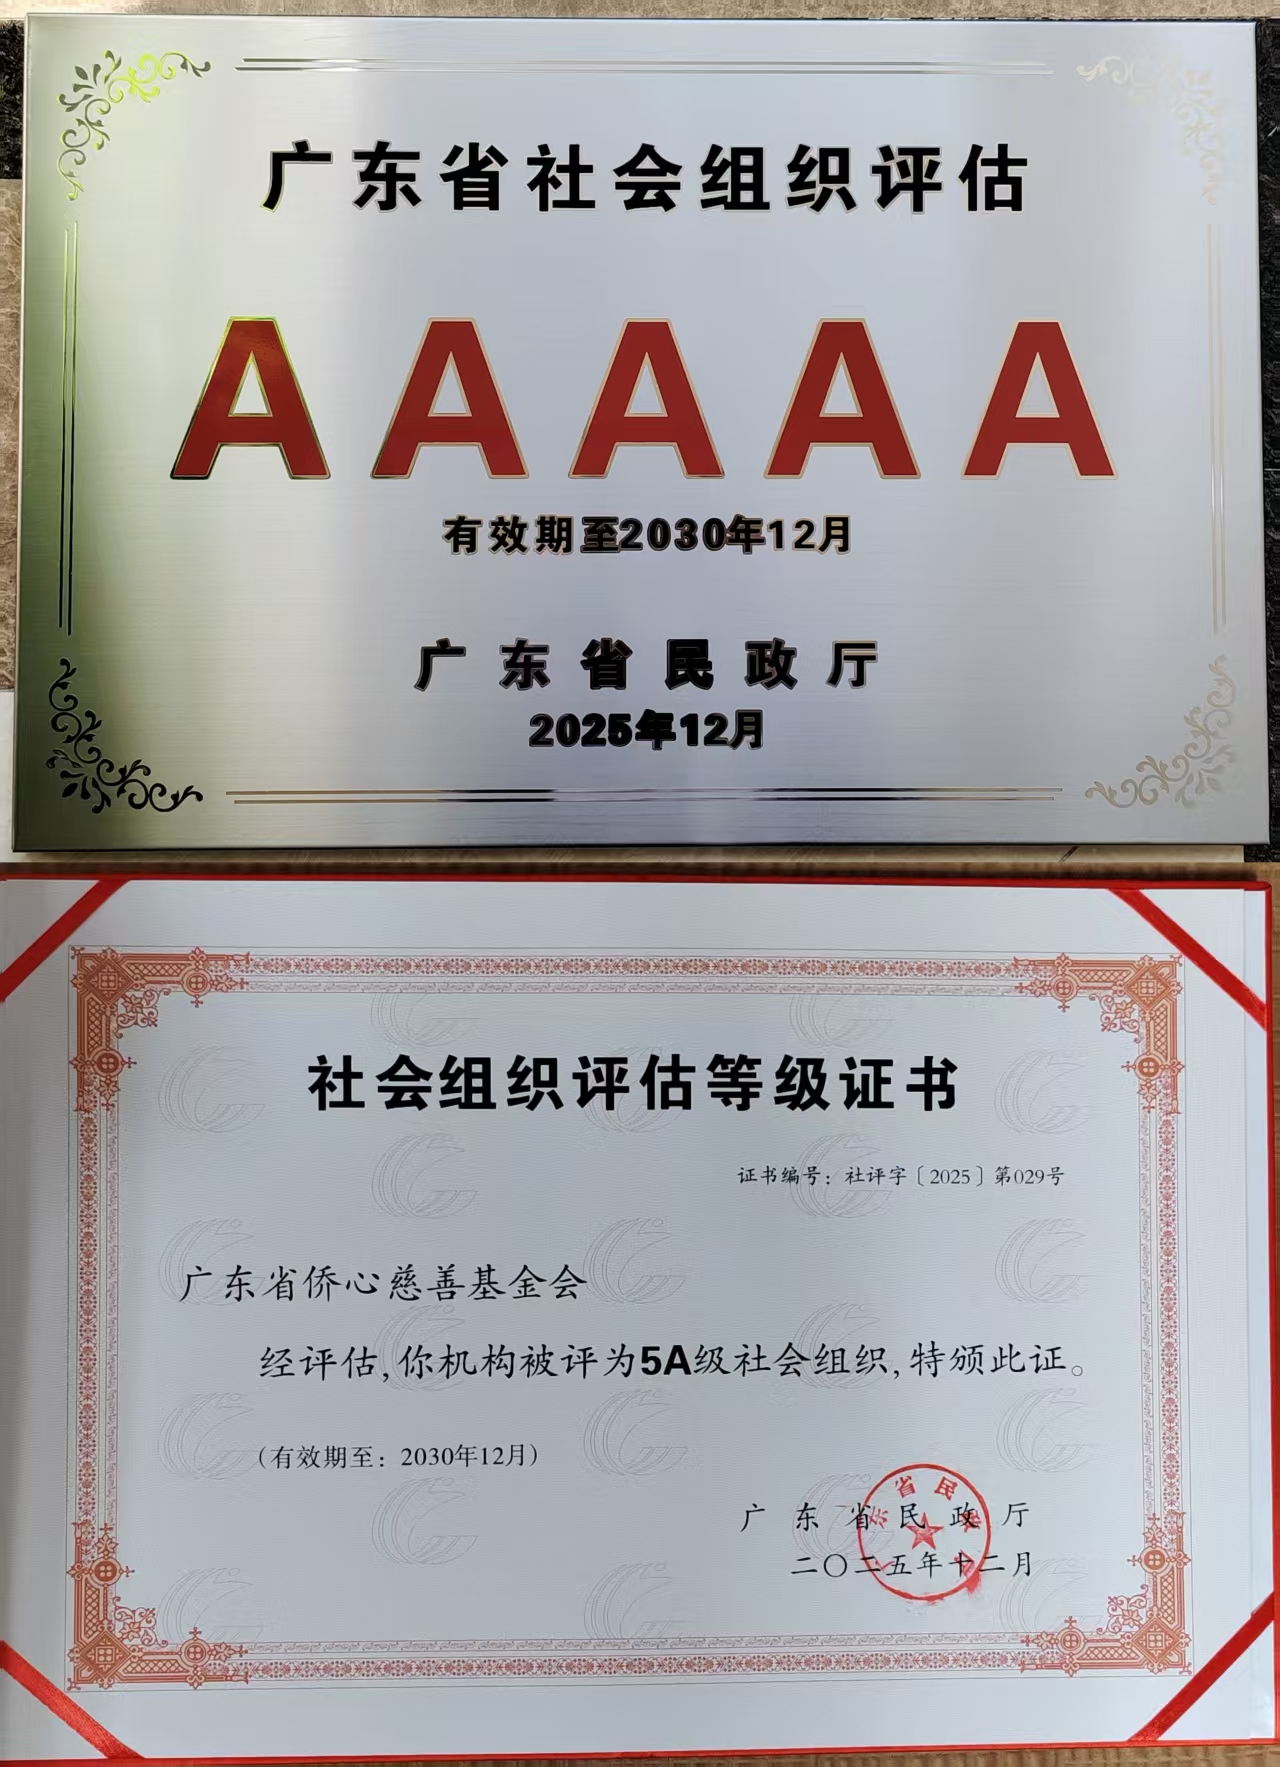 广东省社会组织评估
AAAAA
有效期至2030年12月
广东省民政厅
2025年12月
社会组织评估等级证书
证书编号：社评字〔2025〕第029号
广东省侨心慈善基金会
经评估,你机构被评为5A级社会组织,特颁此证。
（有效期至：2030年12月）
广东省民政厅
二〇二五年十二月
省民